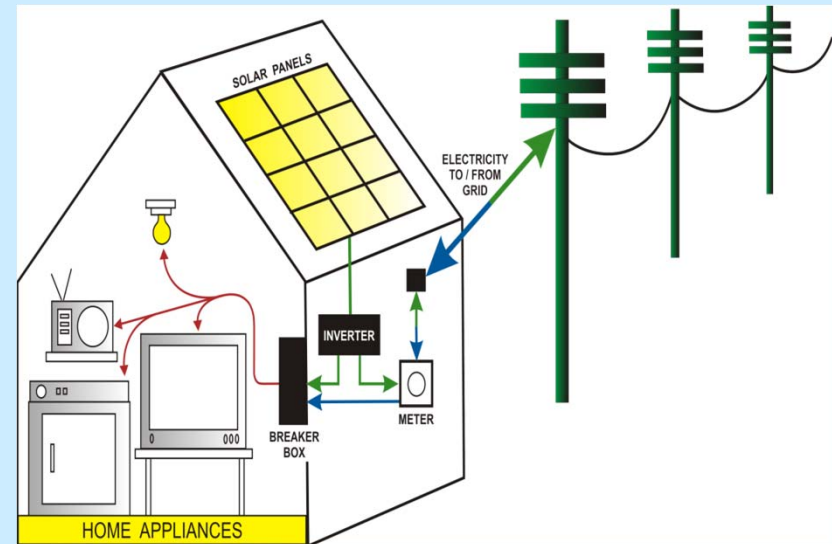 SOLAR PANELS
ELECTRICITY
TO / FROM
GRID
INVERTER
METER
BREAKER
BOX
HOME APPLIANCES